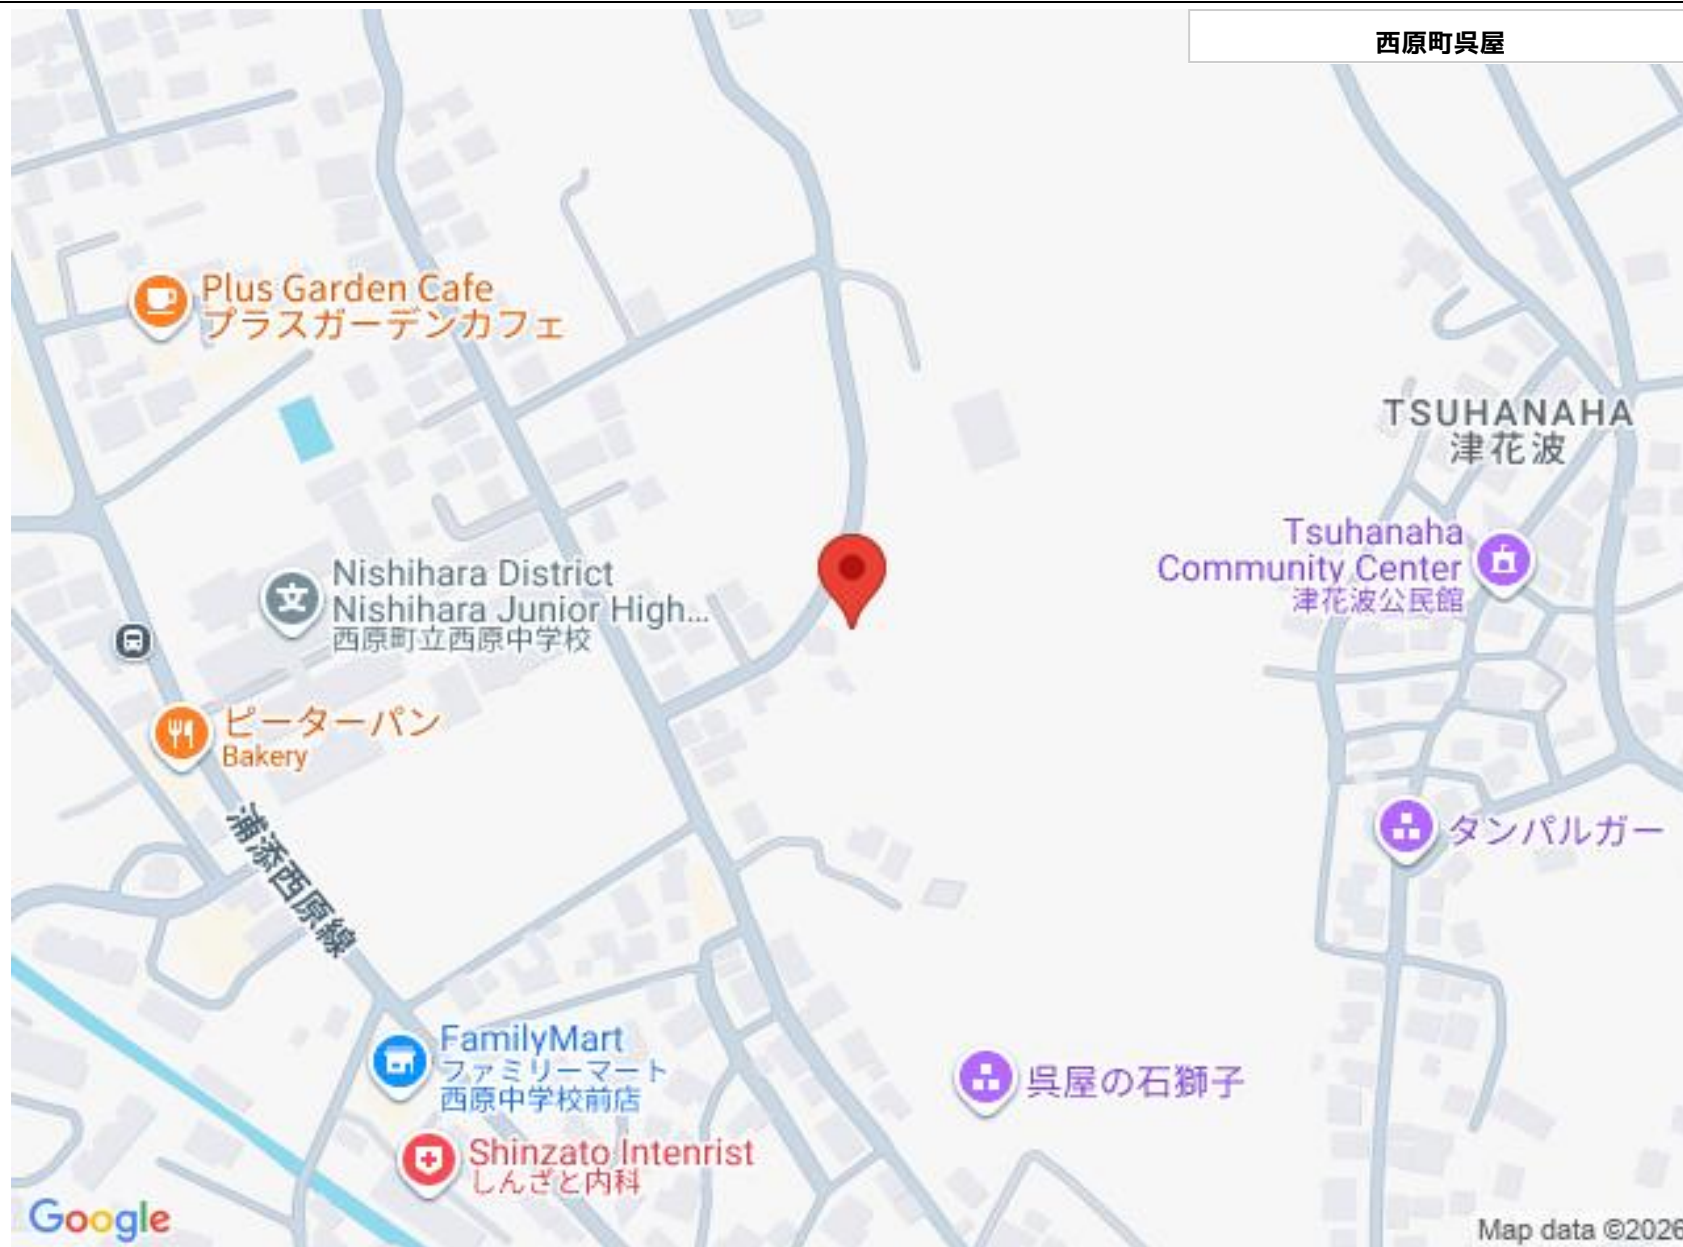 西原町呉屋
Plus Garden Cafe
プラスガーデンカフェ
TSUHANAHA
津花波
Tsuhanaha
Community Center
津花波公民館
Nishihara District
Nishihara Junior High...
西原町立西原中学校
文
ピーターパン
Bakery
浦添西原線
タンパルガー
FamilyMart
ファミリーマート
西原中学校前店
呉屋の石獅子
Shinzato Intenrist
しんざと内科
Google
Map data ©2026